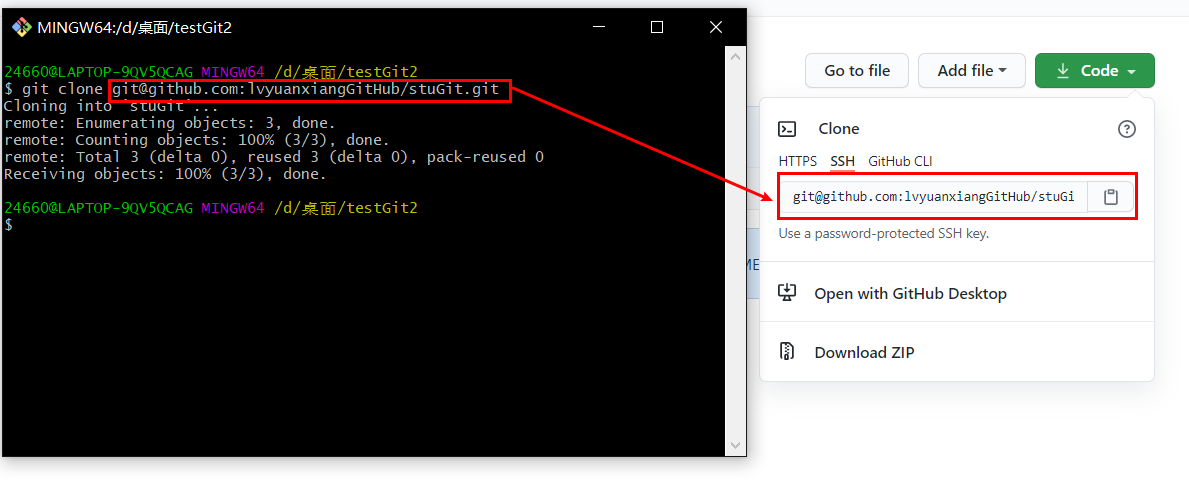 MINGW64:/d/桌面/testGit2
24660@LAPTOP-9QV5QCAG MINGW64 /d/桌面/testGit2
$ git clone git@github.com:lvyuanxiangGitHub/stuGit.git
Cloning into 'stuGit'...
remote: Enumerating objects: 3, done.
remote: Counting objects: 100% (3/3), done.
remote: Total 3 (delta 0), reused 3 (delta 0), pack-reused 0
Receiving objects: 100% (3/3), done.
24660@LAPTOP-9QV5QCAG MINGW64 /d/桌面/testGit2
$
Go to file Add file Code
Clone
HTTPS SSH GitHub CLI
git@github.com:lvyuanxiangGitHub/stuGi
Use a password-protected SSH key.
ME
Open with GitHub Desktop
Download ZIP